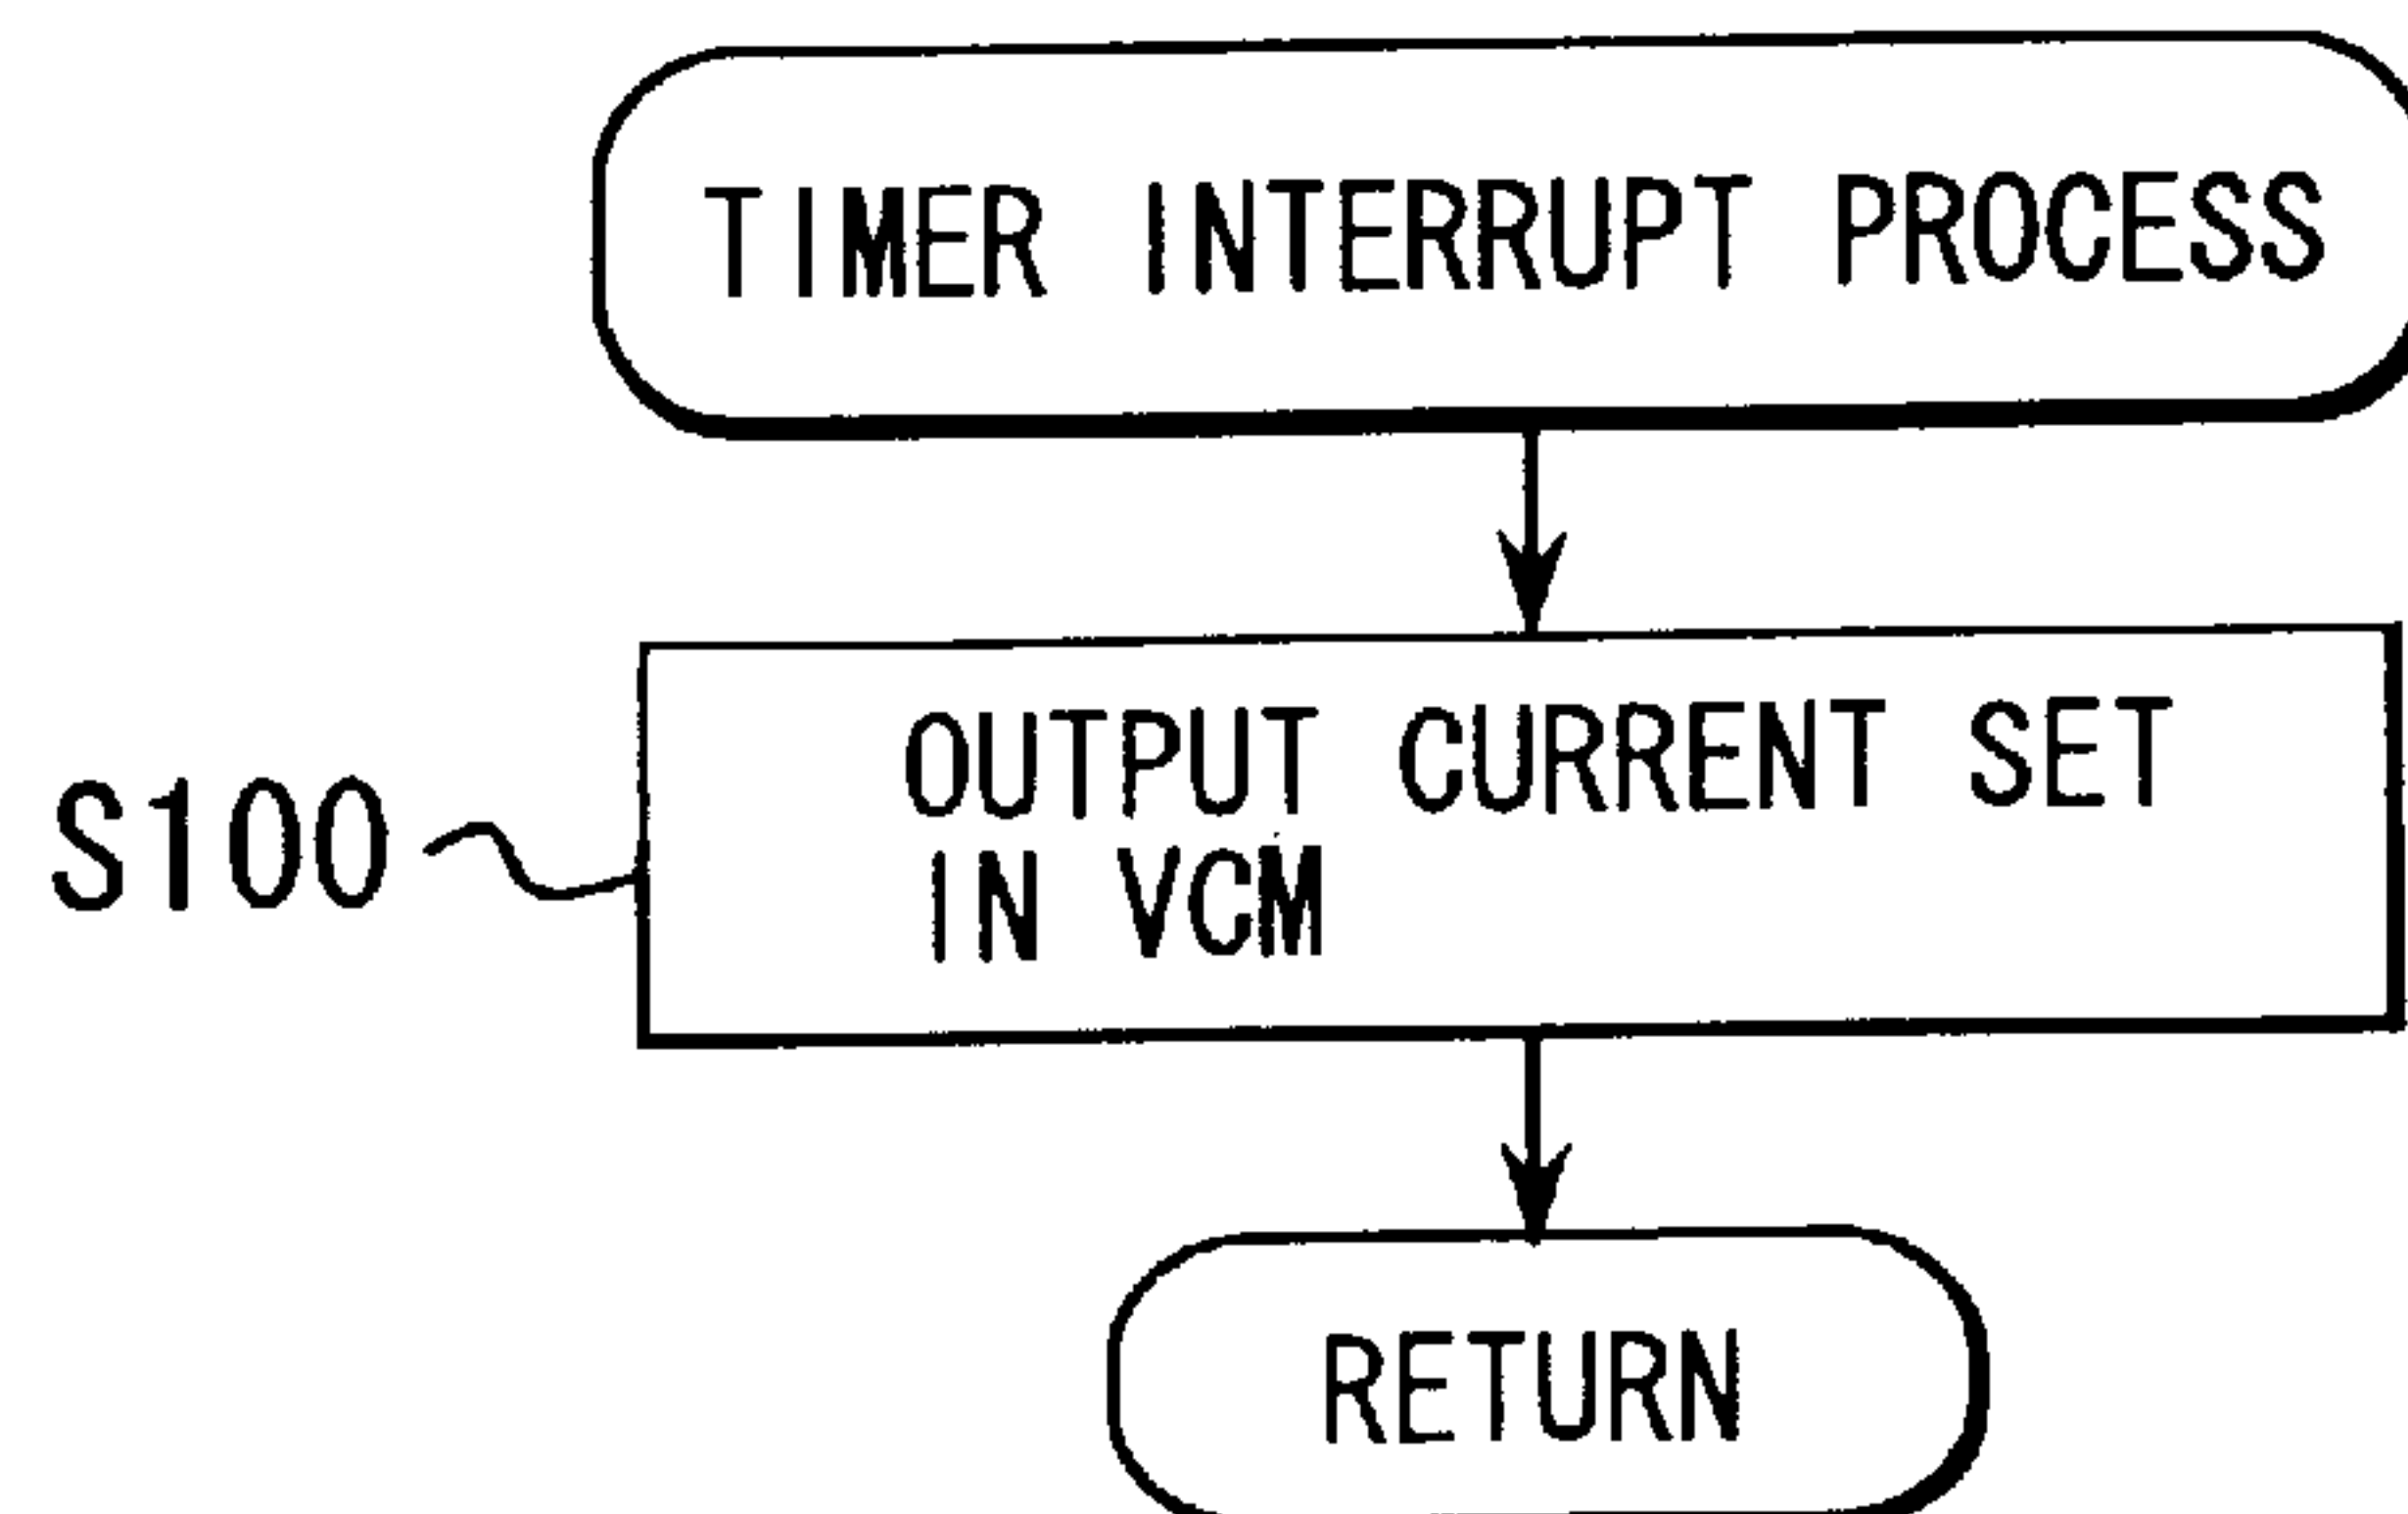 TIMER INTERRUPT PROCESS
OUTPUT CURRENT SET
IN VCM
S100
RETURN